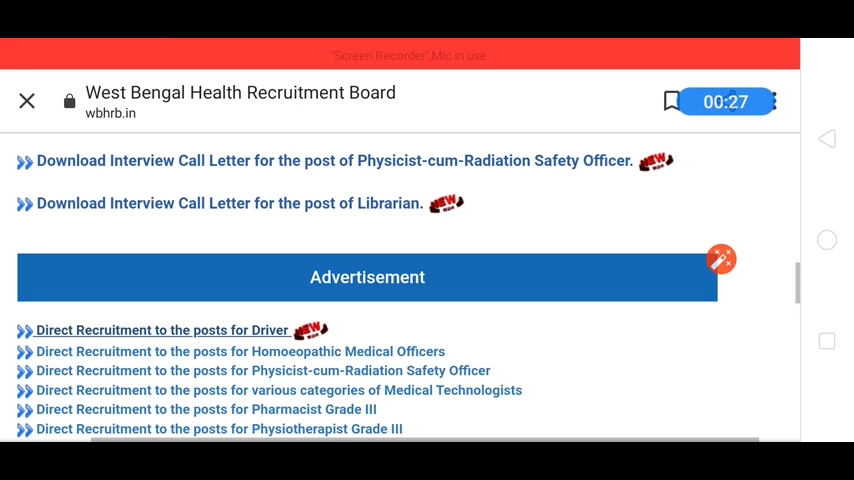 "Screen Recorder",Mic in use
West Bengal Health Recruitment Board
wbhrb.in
00:27
Download Interview Call Letter for the post of Physicist-cum-Radiation Safety Officer. NEW
Download Interview Call Letter for the post of Librarian. NEW
Advertisement
Direct Recruitment to the posts for Driver NEW
Direct Recruitment to the posts for Homoeopathic Medical Officers
Direct Recruitment to the posts for Physicist-cum-Radiation Safety Officer
Direct Recruitment to the posts for various categories of Medical Technologists
Direct Recruitment to the posts for Pharmacist Grade III
Direct Recruitment to the posts for Physiotherapist Grade III